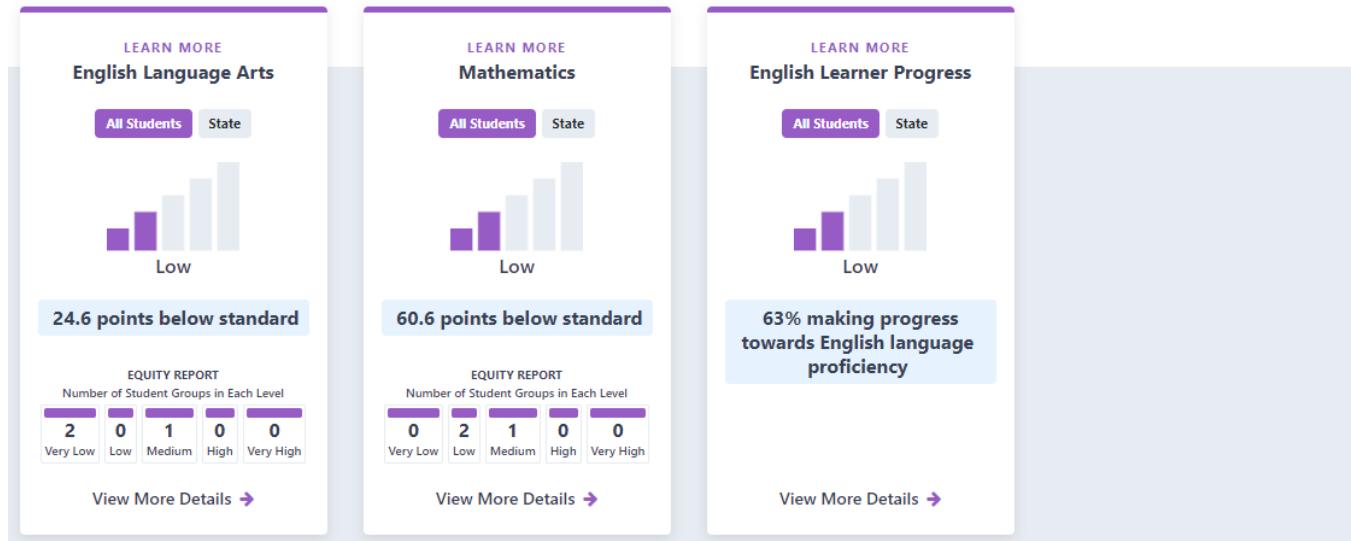 LEARN MORE
English Language Arts
All Students State
Low
24.6 points below standard
EQUITY REPORT
Number of Student Groups in Each Level
2 0 1 0 0
Very Low Low Medium High Very High
View More Details
LEARN MORE
Mathematics
All Students State
Low
60.6 points below standard
EQUITY REPORT
Number of Student Groups in Each Level
0 2 1 0 0
Very Low Low Medium High Very High
View More Details
LEARN MORE
English Learner Progress
All Students State
Low
63% making progress
towards English language
proficiency
View More Details